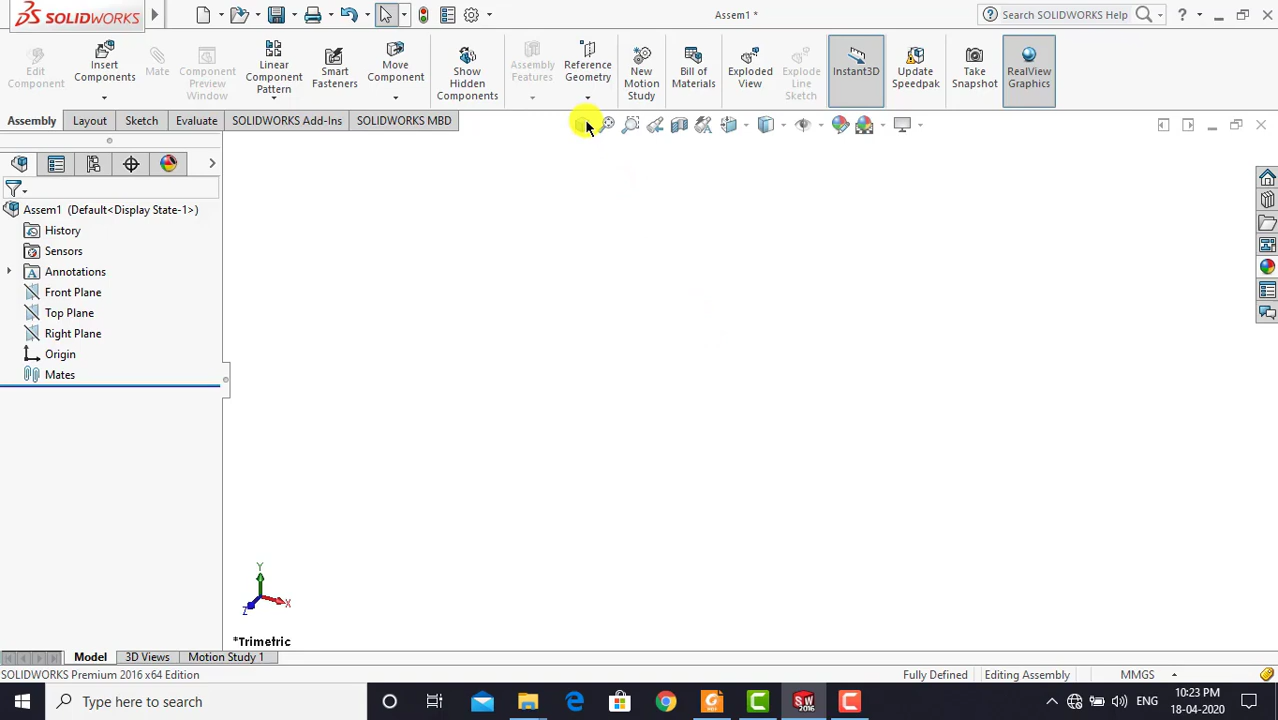 SOLIDWORKS
Assem1 *
Search SOLIDWORKS Help
?
Edit Component
Insert Components
Mate
Component Preview Window
Linear Component Pattern
Smart Fasteners
Move Component
Show Hidden Components
Assembly Features
Reference Geometry
New Motion Study
Bill of Materials
Exploded View
Explode Line Sketch
Instant3D
Update Speedpak
Take Snapshot
RealView Graphics
Assembly
Layout
Sketch
Evaluate
SOLIDWORKS Add-Ins
SOLIDWORKS MBD
Assem1 (Default<Display State-1>)
History
Sensors
Annotations
Front Plane
Top Plane
Right Plane
Origin
Mates
Y
X
Z
*Trimetric
Model
3D Views
Motion Study 1
SOLIDWORKS Premium 2016 x64 Edition
Fully Defined
Editing Assembly
MMGS
Type here to search
SW
2016
ENG
10:23 PM
18-04-2020